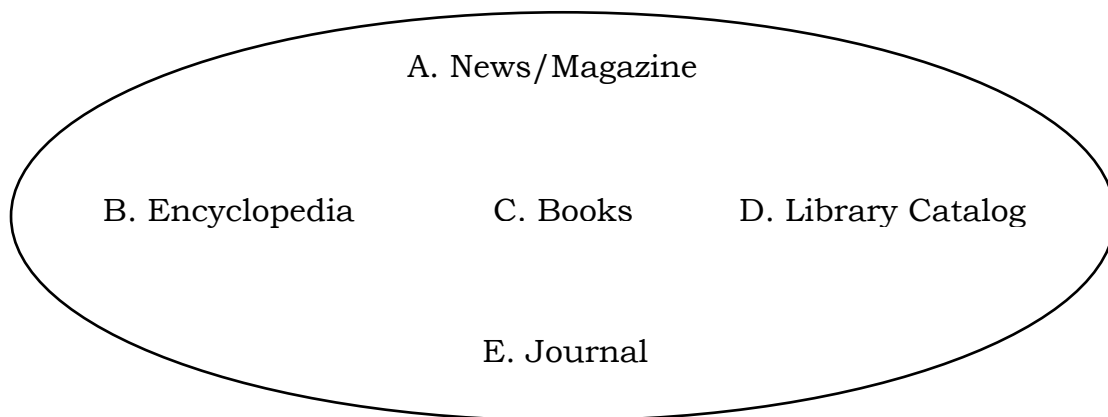 A. News/Magazine
B. Encyclopedia C. Books D. Library Catalog
E. Journal